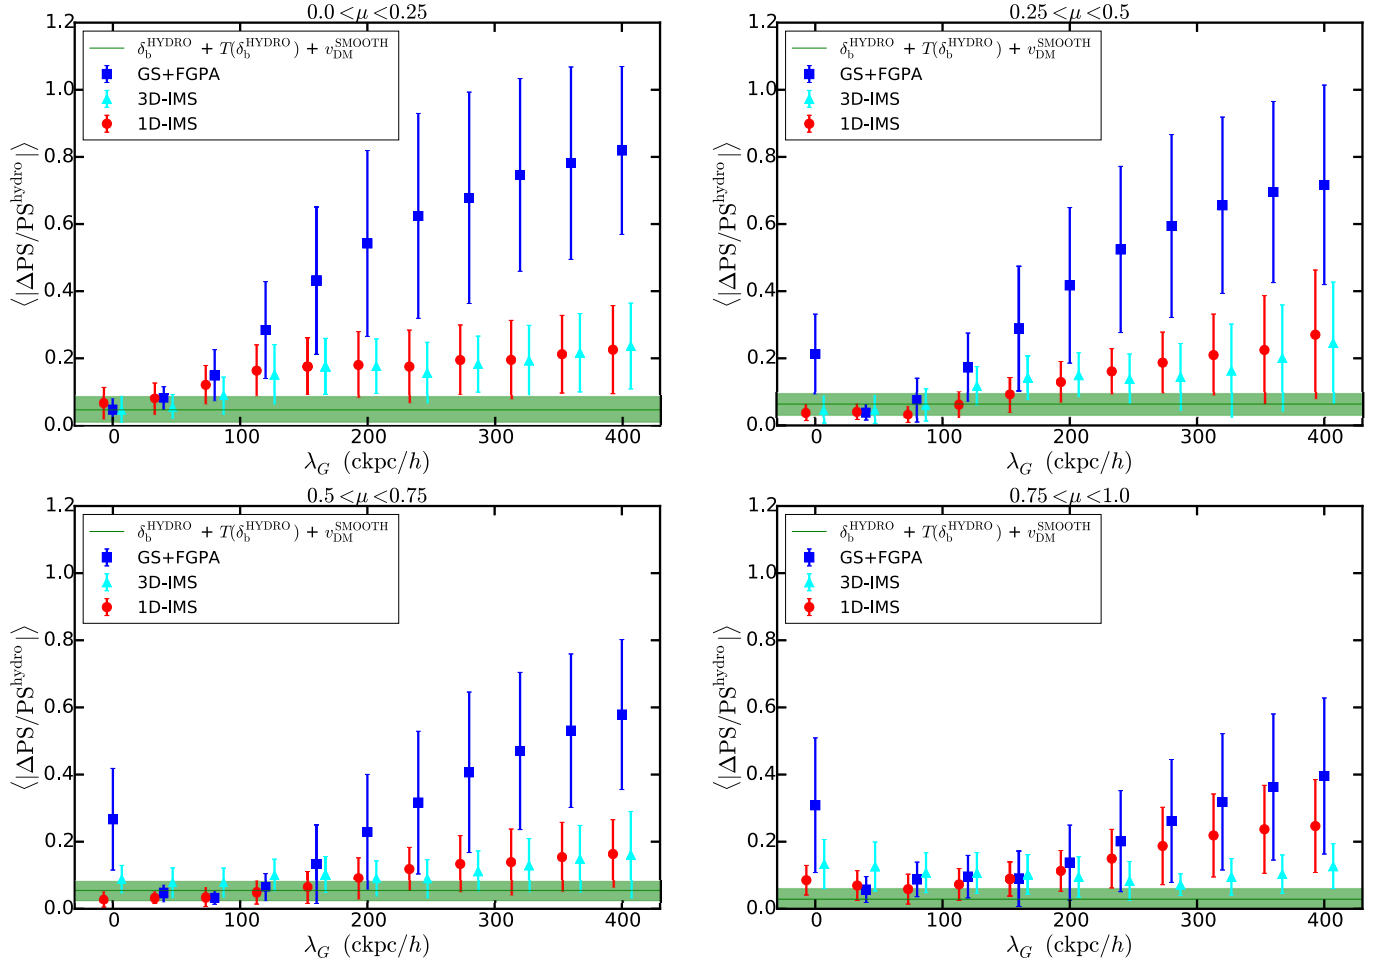 0.0 < μ < 0.25
⟨|ΔPS/PS^hydro|⟩
1.2
1.0
0.8
0.6
0.4
0.2
0.0
δ_b^HYDRO + T(δ_b^HYDRO) + v_DM^SMOOTH
GS+FGPA
3D-IMS
1D-IMS
0 100 200 300 400
λ_G (ckpc/h)
0.25 < μ < 0.5
⟨|ΔPS/PS^hydro|⟩
1.2
1.0
0.8
0.6
0.4
0.2
0.0
δ_b^HYDRO + T(δ_b^HYDRO) + v_DM^SMOOTH
GS+FGPA
3D-IMS
1D-IMS
0 100 200 300 400
λ_G (ckpc/h)
0.5 < μ < 0.75
⟨|ΔPS/PS^hydro|⟩
1.2
1.0
0.8
0.6
0.4
0.2
0.0
δ_b^HYDRO + T(δ_b^HYDRO) + v_DM^SMOOTH
GS+FGPA
3D-IMS
1D-IMS
0 100 200 300 400
λ_G (ckpc/h)
0.75 < μ < 1.0
⟨|ΔPS/PS^hydro|⟩
1.2
1.0
0.8
0.6
0.4
0.2
0.0
δ_b^HYDRO + T(δ_b^HYDRO) + v_DM^SMOOTH
GS+FGPA
3D-IMS
1D-IMS
0 100 200 300 400
λ_G (ckpc/h)